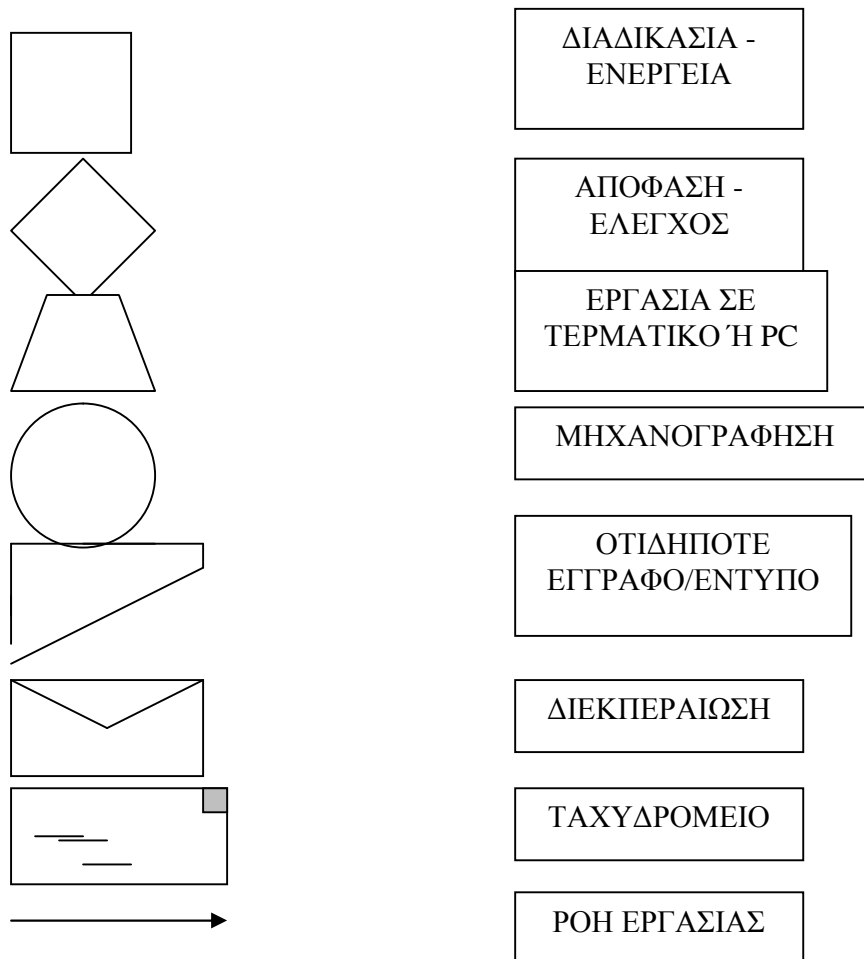 ΔΙΑΔΙΚΑΣΙΑ -
ΕΝΕΡΓΕΙΑ
ΑΠΟΦΑΣΗ -
ΕΛΕΓΧΟΣ
ΕΡΓΑΣΙΑ ΣΕ
ΤΕΡΜΑΤΙΚΟ Ή PC
ΜΗΧΑΝΟΓΡΑΦΗΣΗ
ΟΤΙΔΗΠΟΤΕ
ΕΓΓΡΑΦΟ/ΕΝΤΥΠΟ
ΔΙΕΚΠΕΡΑΙΩΣΗ
ΤΑΧΥΔΡΟΜΕΙΟ
ΡΟΗ ΕΡΓΑΣΙΑΣ